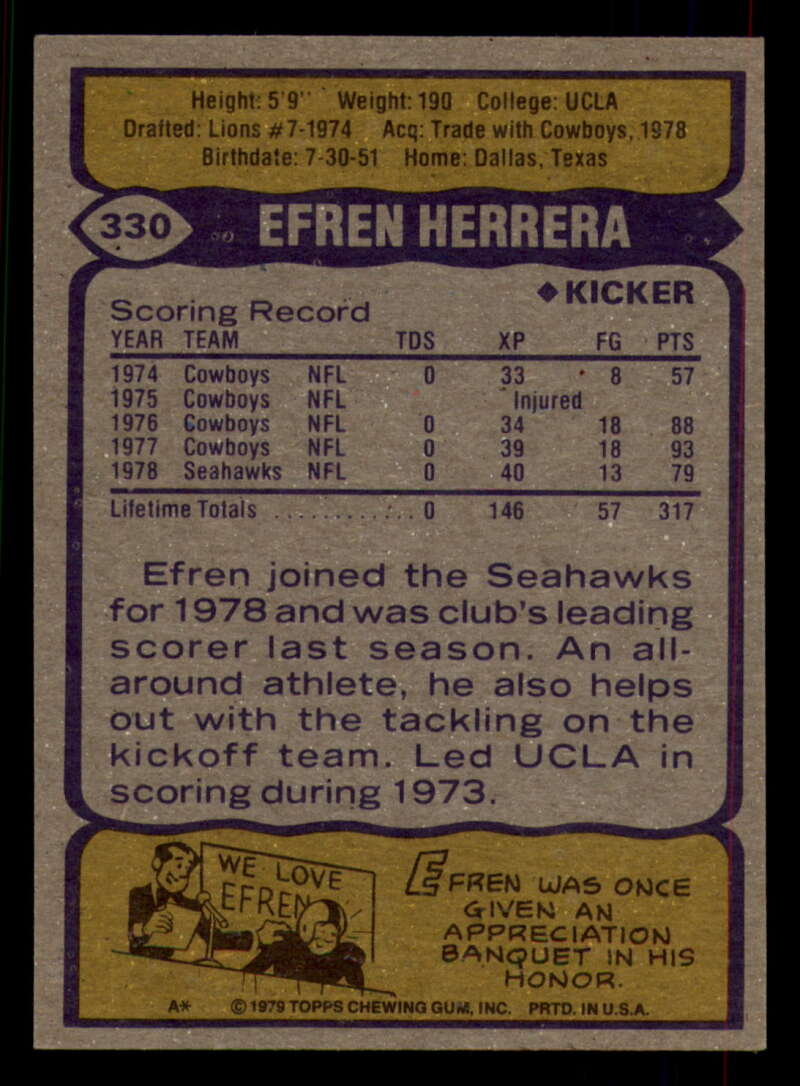 Height: 5'9" Weight: 190 College: UCLA
Drafted: Lions #7-1974 Acq: Trade with Cowboys, 1978
Birthdate: 7-30-51 Home: Dallas, Texas
330 EFREN HERRERA
◆KICKER
Scoring Record
YEAR TEAM TDS XP FG PTS
1974 Cowboys NFL 0 33 8 57
1975 Cowboys NFL Injured
1976 Cowboys NFL 0 34 18 88
1977 Cowboys NFL 0 39 18 93
1978 Seahawks NFL 0 40 13 79
Lifetime Totals ............. 0 146 57 317
Efren joined the Seahawks
for 1978 and was club's leading
scorer last season. An all-
around athlete, he also helps
out with the tackling on the
kickoff team. Led UCLA in
scoring during 1973.
WE LOVE
EFREN
EFREN WAS ONCE
GIVEN AN
APPRECIATION
BANQUET IN HIS
HONOR.
A* © 1979 TOPPS CHEWING GUM, INC. PRTD. IN U.S.A.